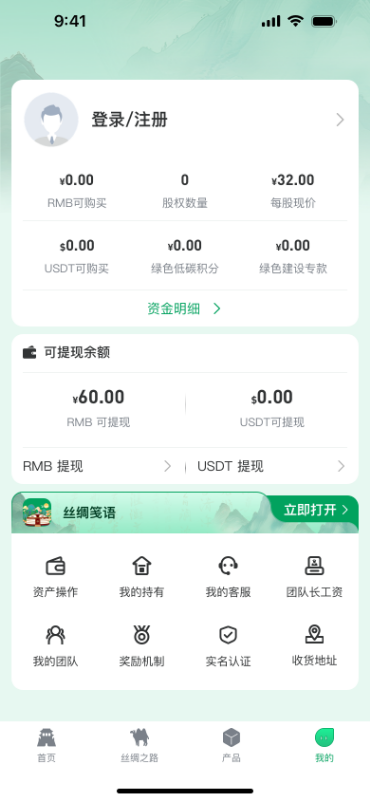 9:41
登录/注册
¥0.00 0 ¥32.00
RMB可购买 股权数量 每股现价
$0.00 ¥0.00 ¥0.00
USDT可购买 绿色低碳积分 绿色建设专款
资金明细
可提现余额
¥60.00 $0.00
RMB 可提现 USDT可提现
RMB 提现 USDT 提现
丝绸笺语 立即打开
资产操作 我的持有 我的客服 团队长工资
我的团队 奖励机制 实名认证 收货地址
首页 丝绸之路 产品 我的